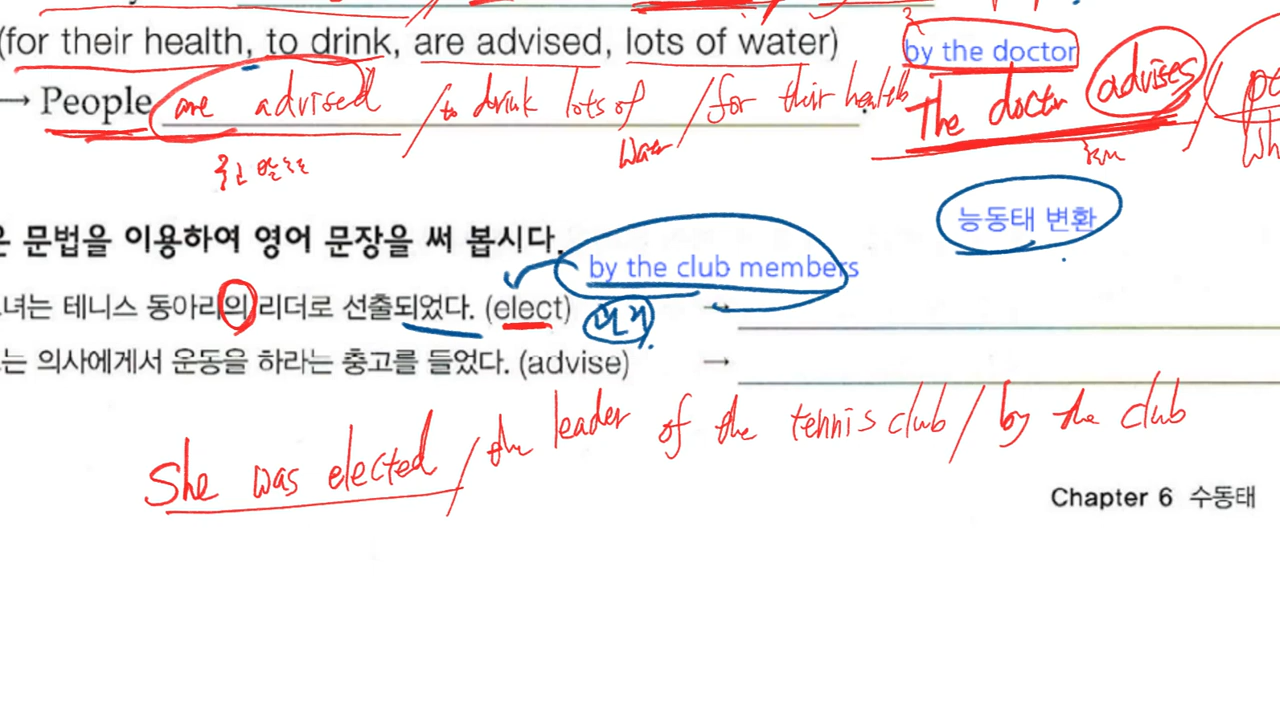 (for their health, to drink, are advised, lots of water)
by the doctor
→ People are advised / to drink lots of water / for their health.
The doctor advises /
능동태 변환
은 문법을 이용하여 영어 문장을 써 봅시다.
by the club members
녀는 테니스 동아리의 리더로 선출되었다. (elect) →
는 의사에게서 운동을 하라는 충고를 들었다. (advise) →
She was elected / the leader of the tennis club / by the club
Chapter 6 수동태